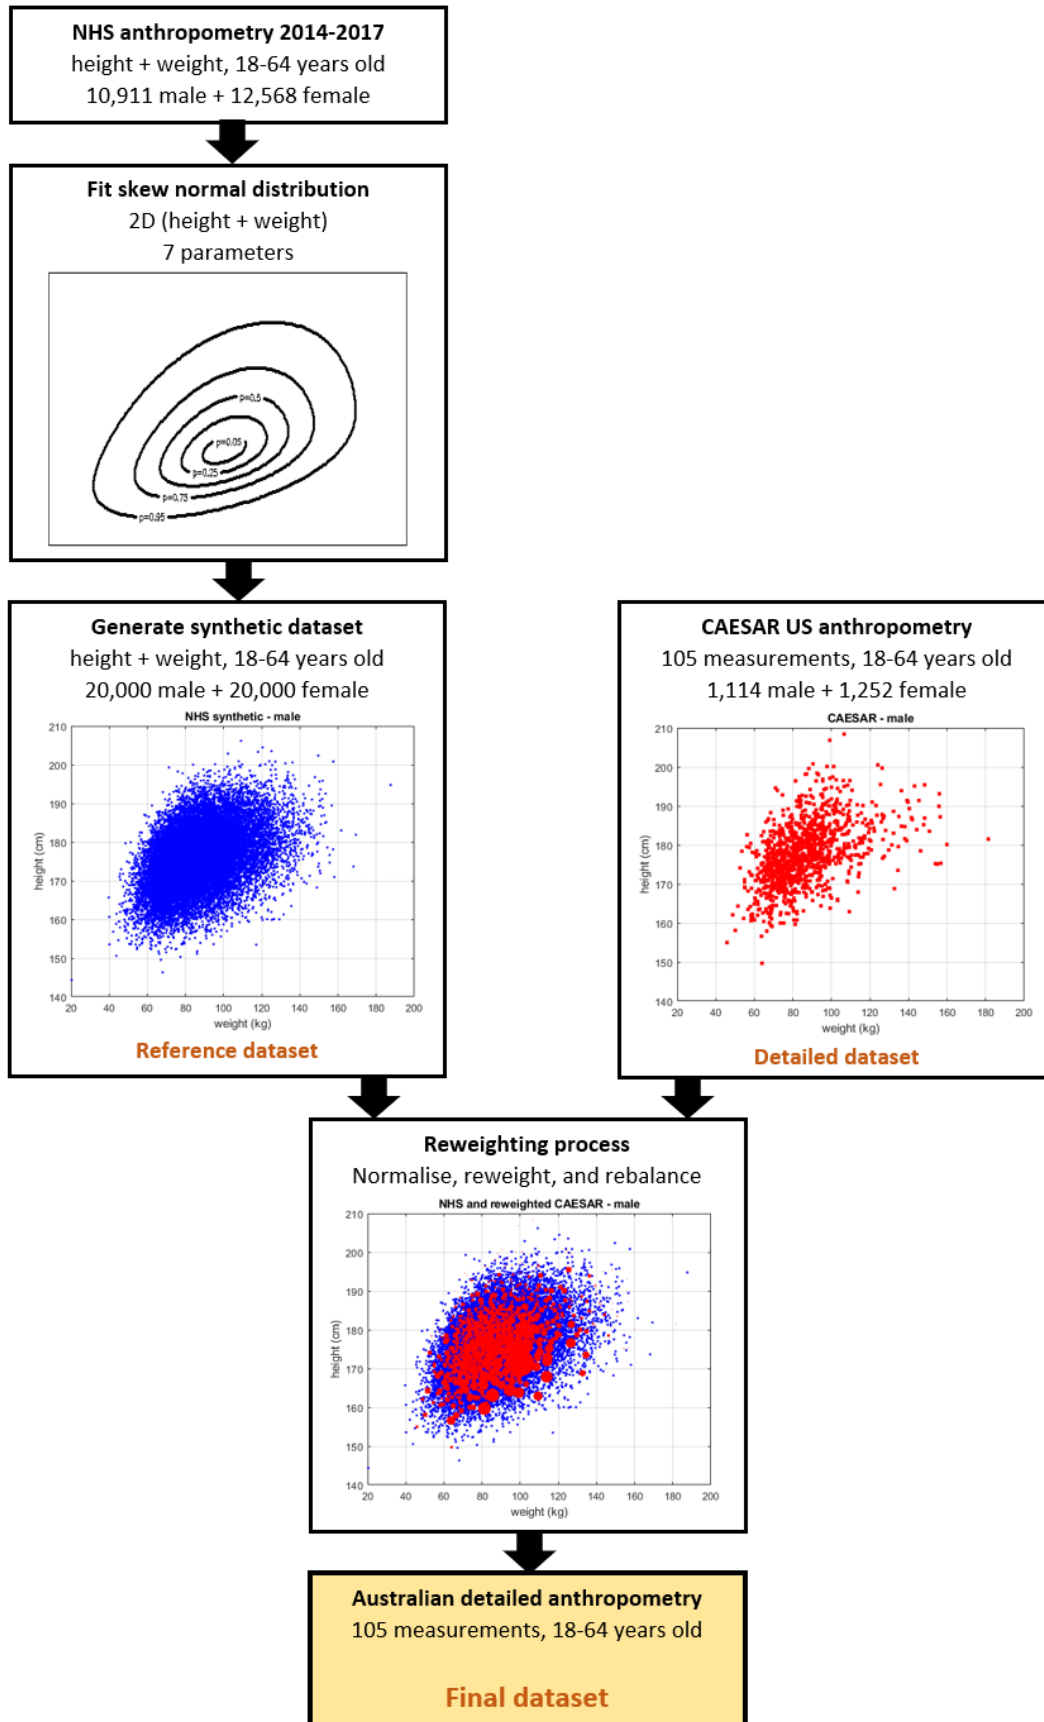 NHS anthropometry 2014-2017
height + weight, 18-64 years old
10,911 male + 12,568 female
Fit skew normal distribution
2D (height + weight)
7 parameters
p=0.5
p=0.05
p=0.25
p=0.75
p=0.95
Generate synthetic dataset
height + weight, 18-64 years old
20,000 male + 20,000 female
NHS synthetic - male
210
200
190
180
170
160
150
140
height (cm)
20 40 60 80 100 120 140 160 180 200
weight (kg)
Reference dataset
CAESAR US anthropometry
105 measurements, 18-64 years old
1,114 male + 1,252 female
CAESAR - male
210
200
190
180
170
160
150
140
height (cm)
20 40 60 80 100 120 140 160 180 200
weight (kg)
Detailed dataset
Reweighting process
Normalise, reweight, and rebalance
NHS and reweighted CAESAR - male
210
200
190
180
170
160
150
140
height (cm)
20 40 60 80 100 120 140 160 180 200
weight (kg)
Australian detailed anthropometry
105 measurements, 18-64 years old
Final dataset